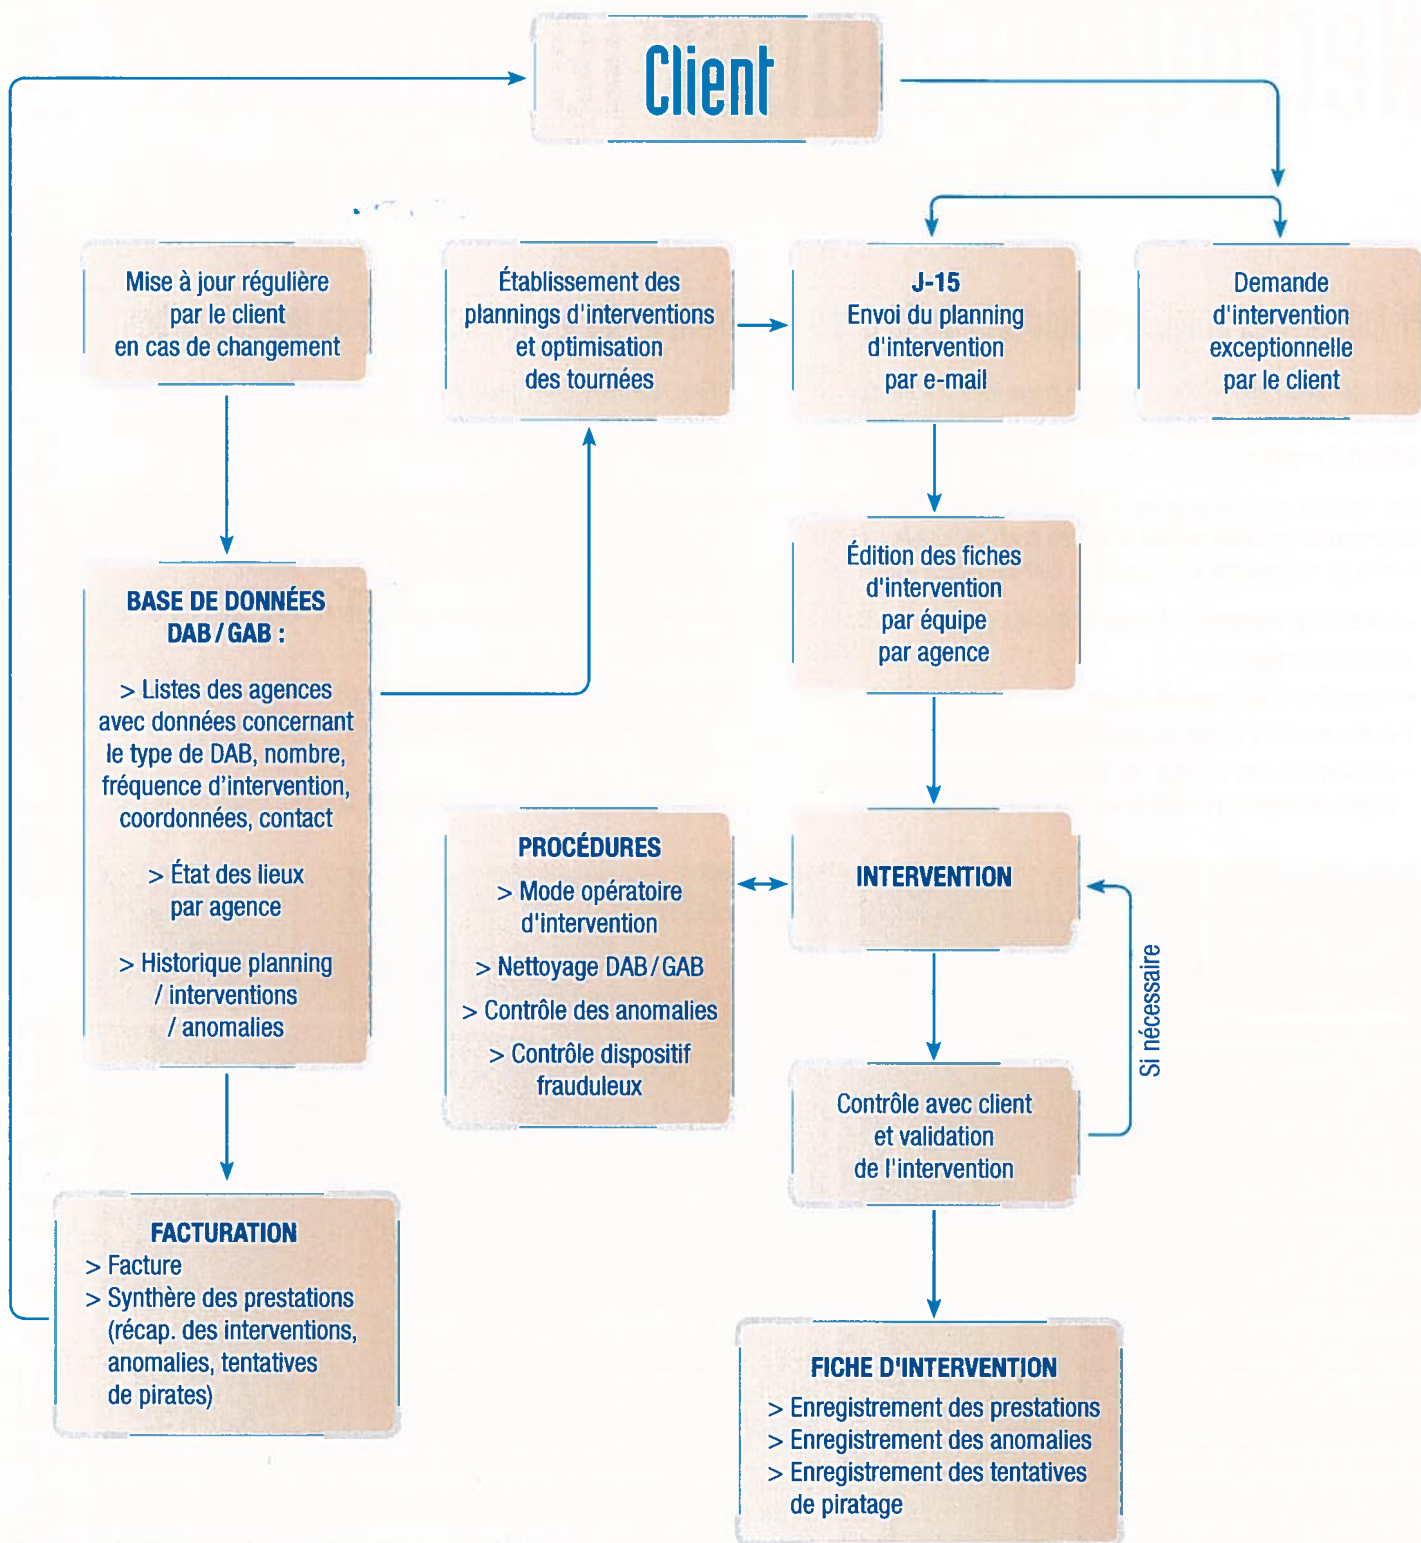 Client
Mise à jour régulière
par le client
en cas de changement
Établissement des
plannings d'interventions
et optimisation
des tournées
J-15
Envoi du planning
d'intervention
par e-mail
Demande
d'intervention
exceptionnelle
par le client
BASE DE DONNÉES
DAB / GAB :
> Listes des agences
avec données concernant
le type de DAB, nombre,
fréquence d'intervention,
coordonnées, contact
> État des lieux
par agence
> Historique planning
/ interventions
/ anomalies
Édition des fiches
d'intervention
par équipe
par agence
PROCÉDURES
> Mode opératoire
d'intervention
> Nettoyage DAB / GAB
> Contrôle des anomalies
> Contrôle dispositif
frauduleux
INTERVENTION
Si nécessaire
Contrôle avec client
et validation
de l'intervention
FACTURATION
> Facture
> Synthère des prestations
(récap. des interventions,
anomalies, tentatives
de pirates)
FICHE D'INTERVENTION
> Enregistrement des prestations
> Enregistrement des anomalies
> Enregistrement des tentatives
de piratage